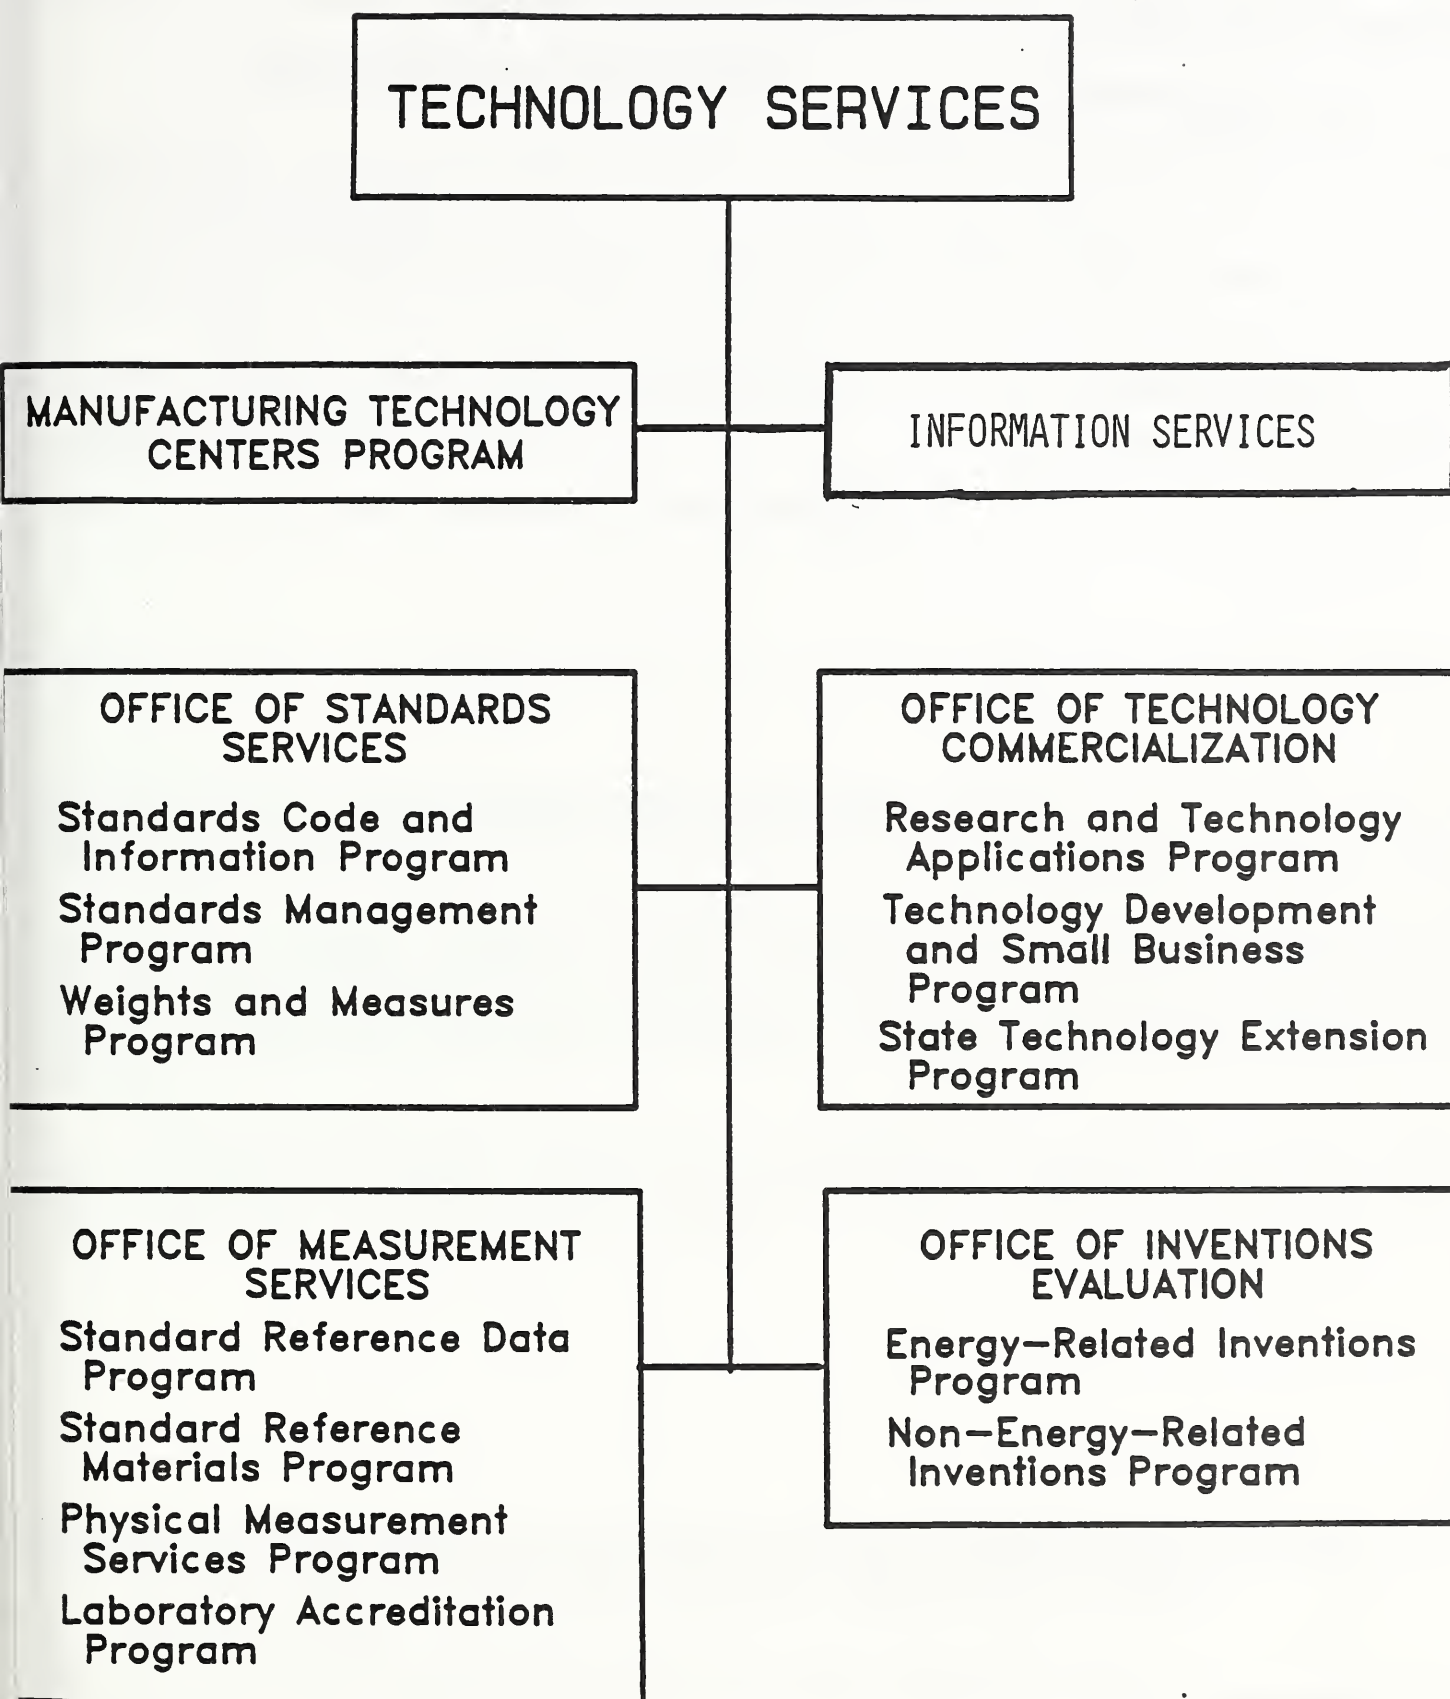 TECHNOLOGY SERVICES
MANUFACTURING TECHNOLOGY
CENTERS PROGRAM
INFORMATION SERVICES
OFFICE OF STANDARDS
SERVICES
Standards Code and
Information Program
Standards Management
Program
Weights and Measures
Program
OFFICE OF TECHNOLOGY
COMMERCIALIZATION
Research and Technology
Applications Program
Technology Development
and Small Business
Program
State Technology Extension
Program
OFFICE OF MEASUREMENT
SERVICES
Standard Reference Data
Program
Standard Reference
Materials Program
Physical Measurement
Services Program
Laboratory Accreditation
Program
OFFICE OF INVENTIONS
EVALUATION
Energy-Related Inventions
Program
Non-Energy-Related
Inventions Program